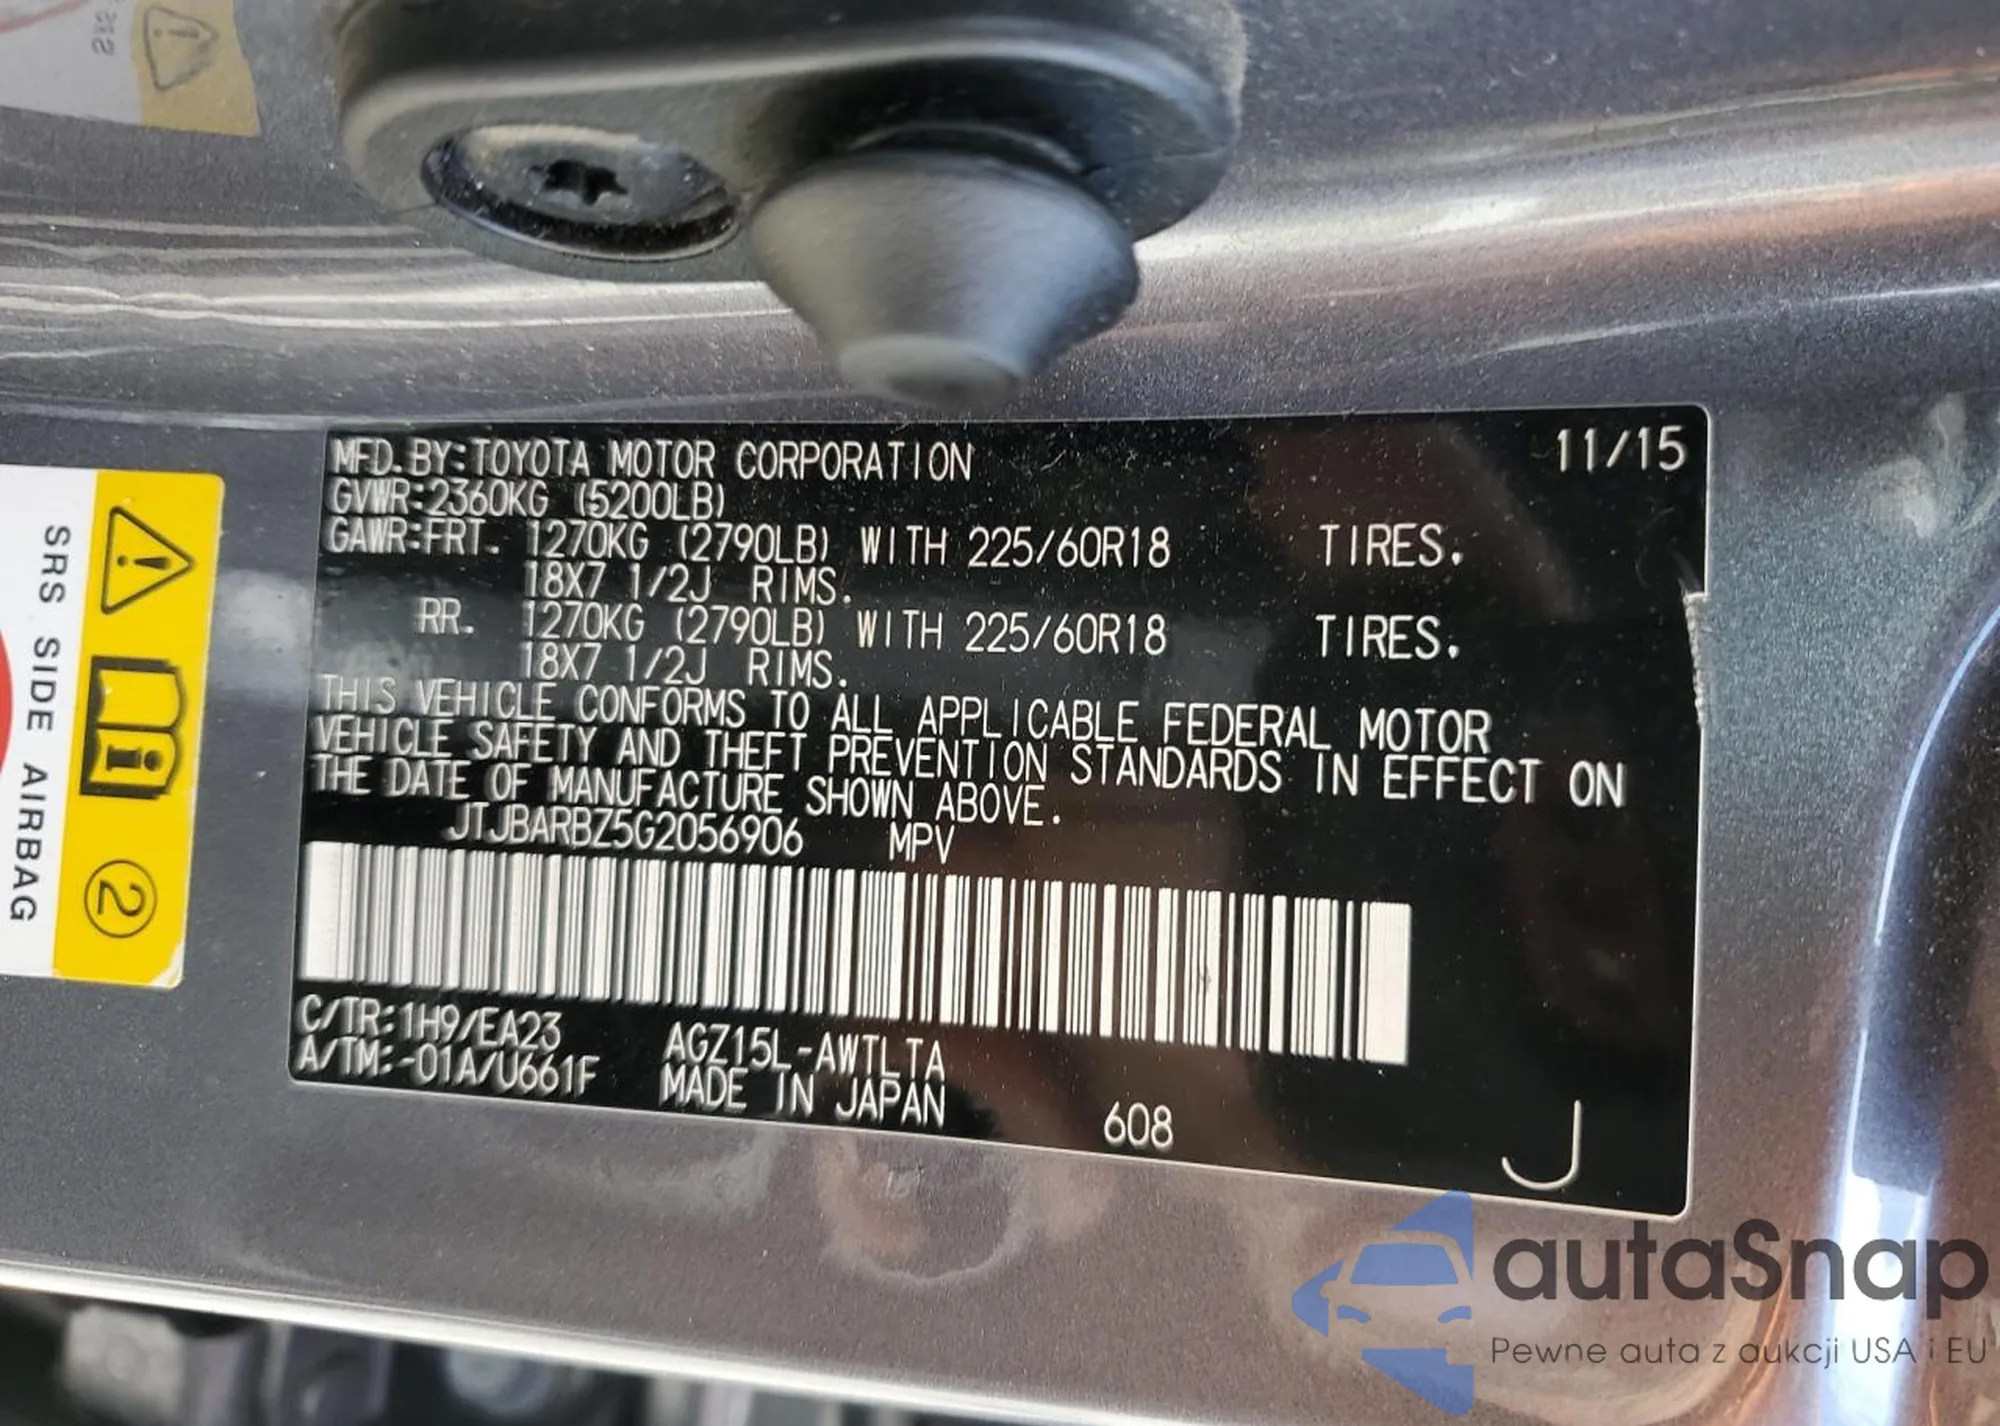 MFD. BY: TOYOTA MOTOR CORPORATION 11/15
GVWR: 2360KG (5200LB)
GAWR: FRT. 1270KG (2790LB) WITH 225/60R18 TIRES.
18X7 1/2J RIMS.
RR. 1270KG (2790LB) WITH 225/60R18 TIRES.
18X7 1/2J RIMS.
THIS VEHICLE CONFORMS TO ALL APPLICABLE FEDERAL MOTOR
VEHICLE SAFETY AND THEFT PREVENTION STANDARDS IN EFFECT ON
THE DATE OF MANUFACTURE SHOWN ABOVE.
JTJBARBZ5G2056906 MPV
C/TR: 1H9/EA23 AGZ15L-AWTLTA
A/TM: -01A/U661F MADE IN JAPAN 608
J
SRS SIDE AIRBAG
2
SRS
autaSnap
Pewne auta z aukcji USA i EU